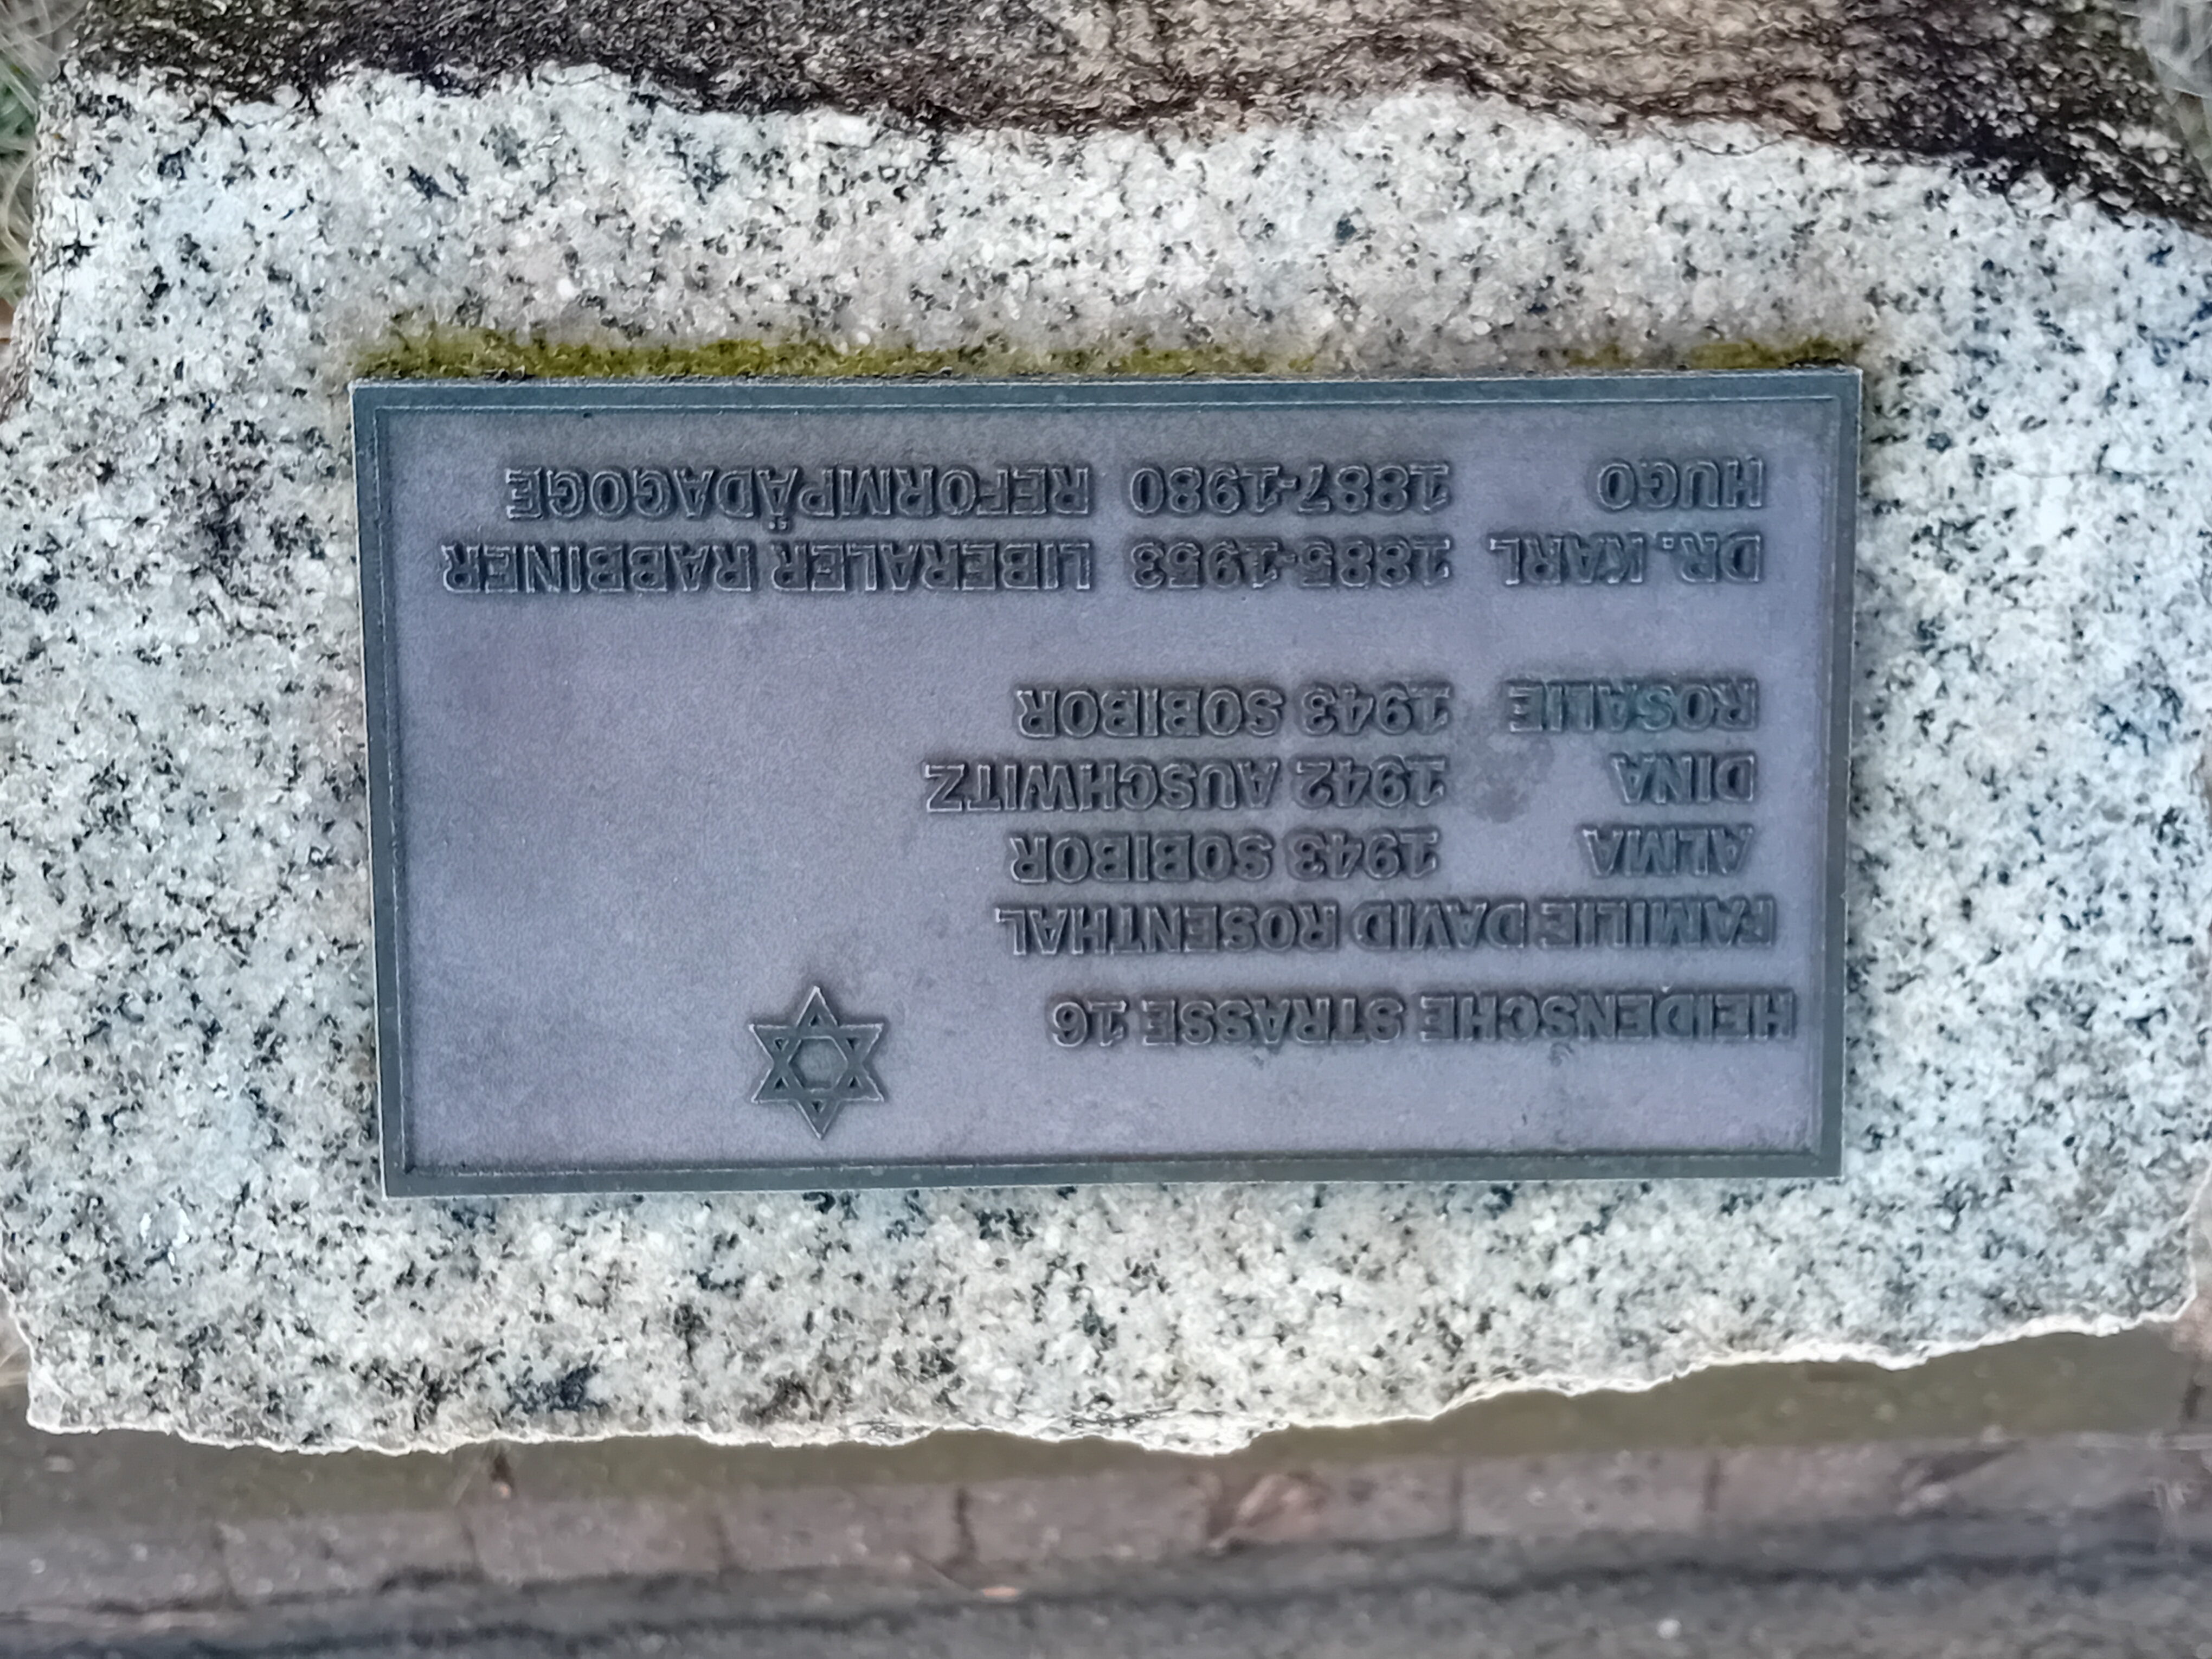 HEIDENSCHE STRASSE 16
FAMILIE DAVID ROSENTHAL
ALMA 1943 SOBIBOR
DINA 1942 AUSCHWITZ
ROSALIE 1943 SOBIBOR
DR. KARL 1885-1953 LIBERALER RABBINER
HUGO 1887-1980 REFORMPÄDAGOGE